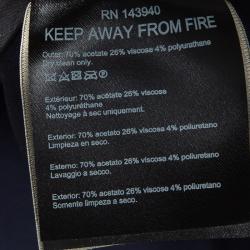 RN 143940
KEEP AWAY FROM FIRE
Outer: 70% acetate 26% viscose 4% polyurethane
Dry clean only.
Extérieur: 70% acétate 26% viscose
4% polyuréthane
Nettoyage à sec uniquement.
Exterior: 70% acetato 26% viscosa 4% poliuretano
Limpieza en seco.
Esterno: 70% acetato 26% viscosa 4% poliuretano
Lavaggio a secco.
Exterior: 70% acetato 26% viscose 4% poliuretano
Somente limpeza em seco.